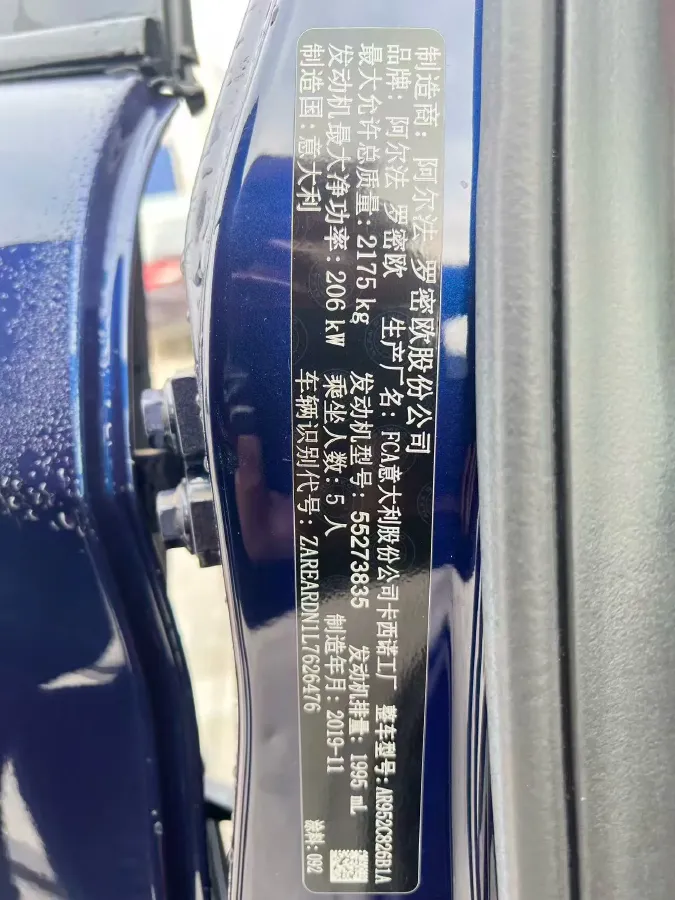 制造商: 阿尔法 罗密欧股份公司
品牌: 阿尔法 罗密欧 生产厂名: FCA意大利股份公司卡西诺工厂 整车型号: AR952C826B1A
最大允许总质量: 2175 kg 发动机型号: 55273835 发动机排量: 1995 mL
发动机最大净功率: 206 kW 乘坐人数: 5 人 制造年月: 2019-11
制造国: 意大利 车辆识别代号: ZAREARDN1L7626476 涂料: 092